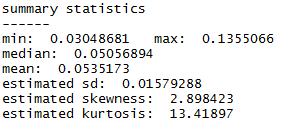 summary statistics
------
min:  0.03048681   max:  0.1355066
median:  0.05056894
mean:  0.0535173
estimated sd:  0.01579288
estimated skewness:  2.898423
estimated kurtosis:  13.41897